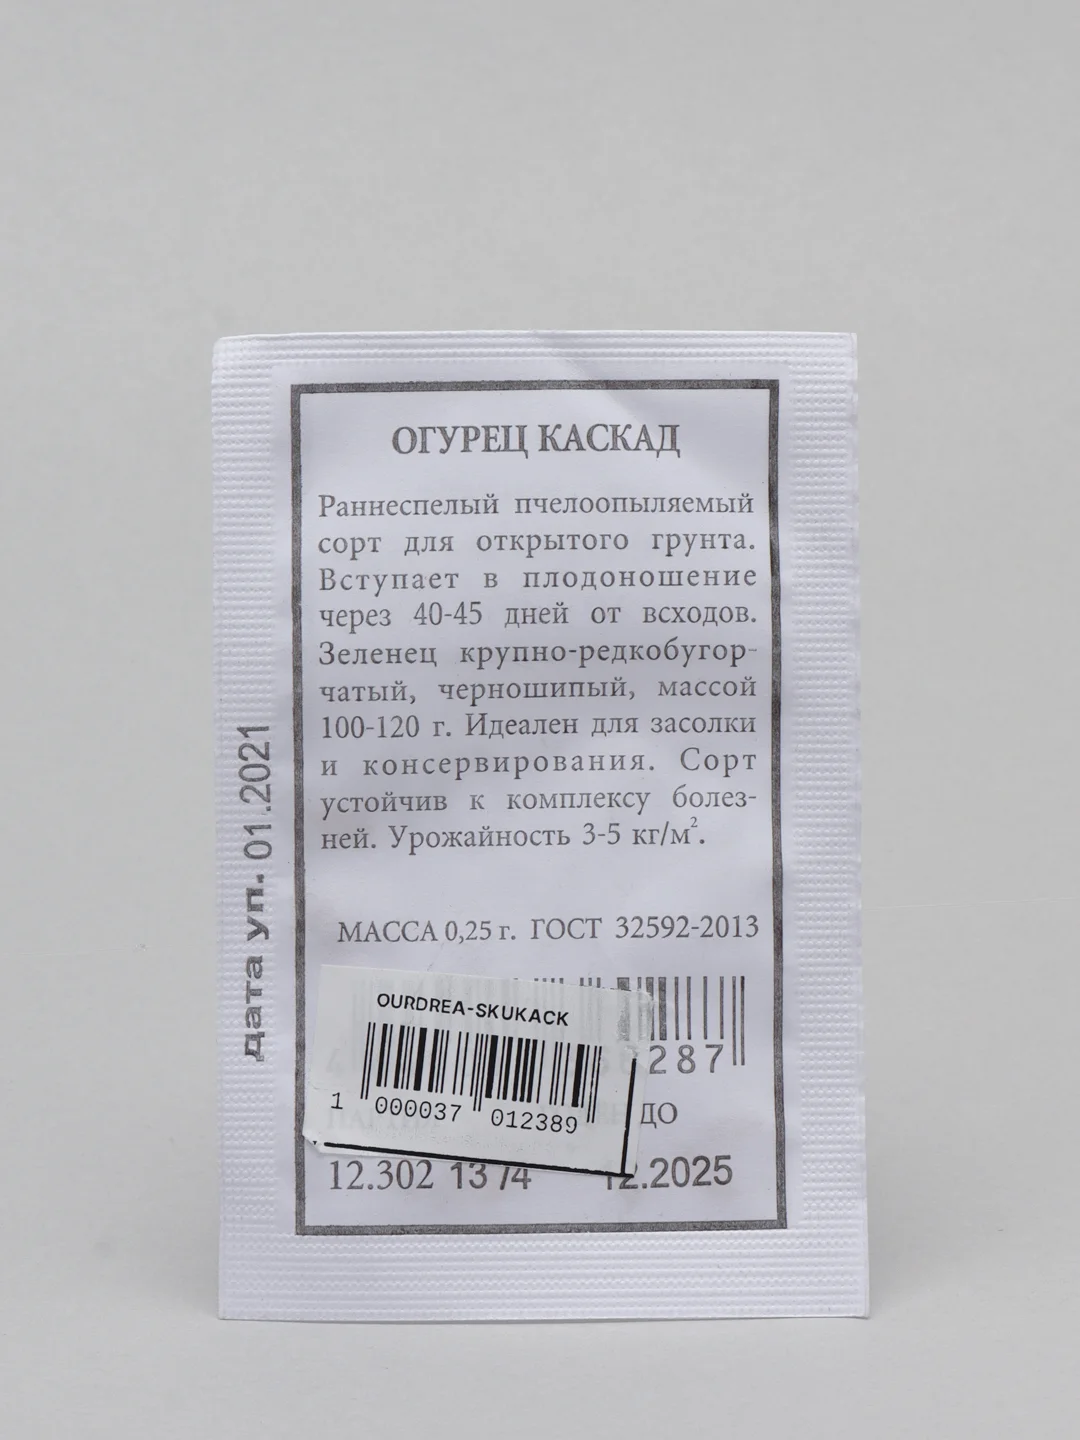 ОГУРЕЦ КАСКАД
Раннеспелый пчелоопыляемый
сорт для открытого грунта.
Вступает в плодоношение
через 40-45 дней от всходов.
Зеленец крупно-редкобугор-
чатый, черношипый, массой
100-120 г. Идеален для засолки
и консервирования. Сорт
устойчив к комплексу болез-
ней. Урожайность 3-5 кг/м².
МАССА 0,25 г. ГОСТ 32592-2013
OURDREA-SKUKACK
1 000037 012389
287
ДО
12.302 13 /4 12.2025
дата уп. 01.2021